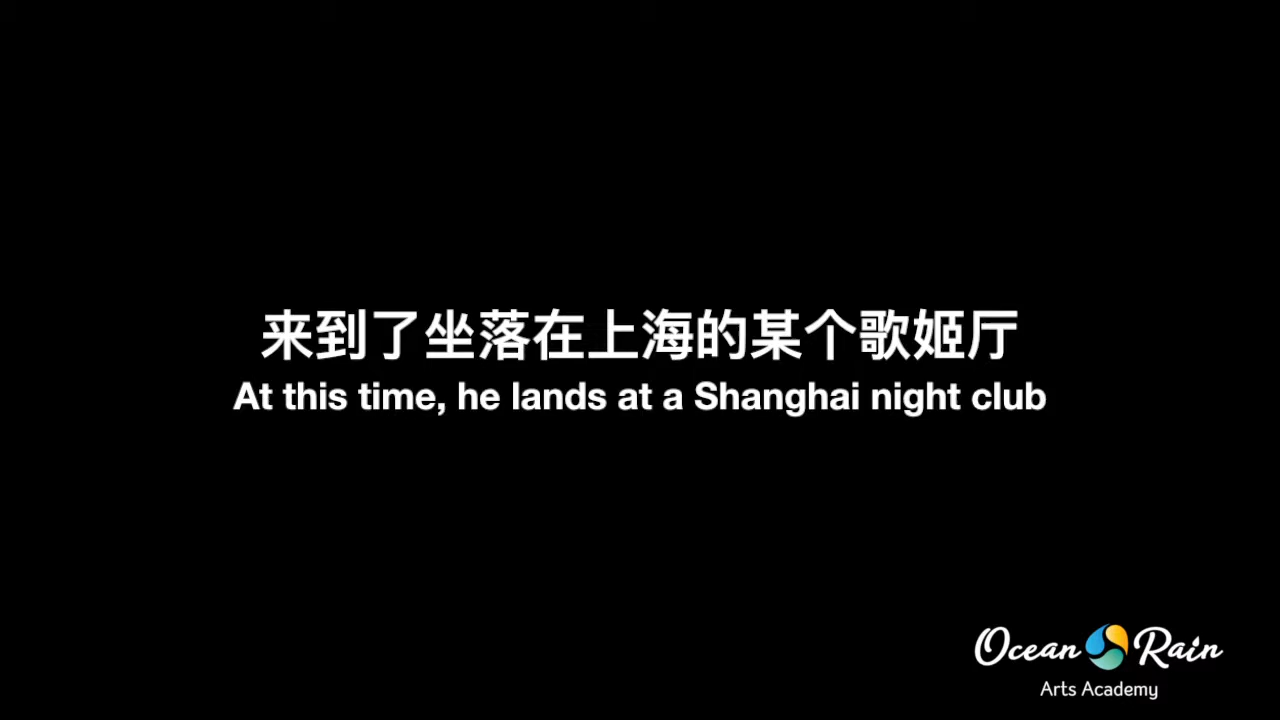 来到了坐落在上海的某个歌姬厅
At this time, he lands at a Shanghai night club
Ocean Rain
Arts Academy